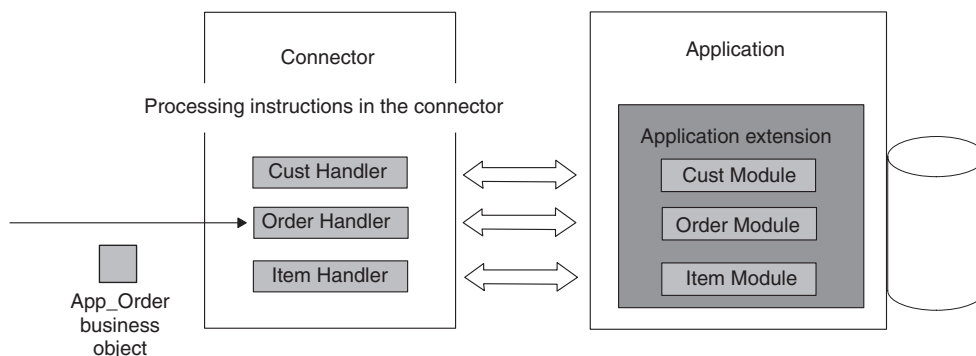 Connector
Processing instructions in the connector
Cust Handler
Order Handler
Item Handler
App_Order
business
object
Application
Application extension
Cust Module
Order Module
Item Module